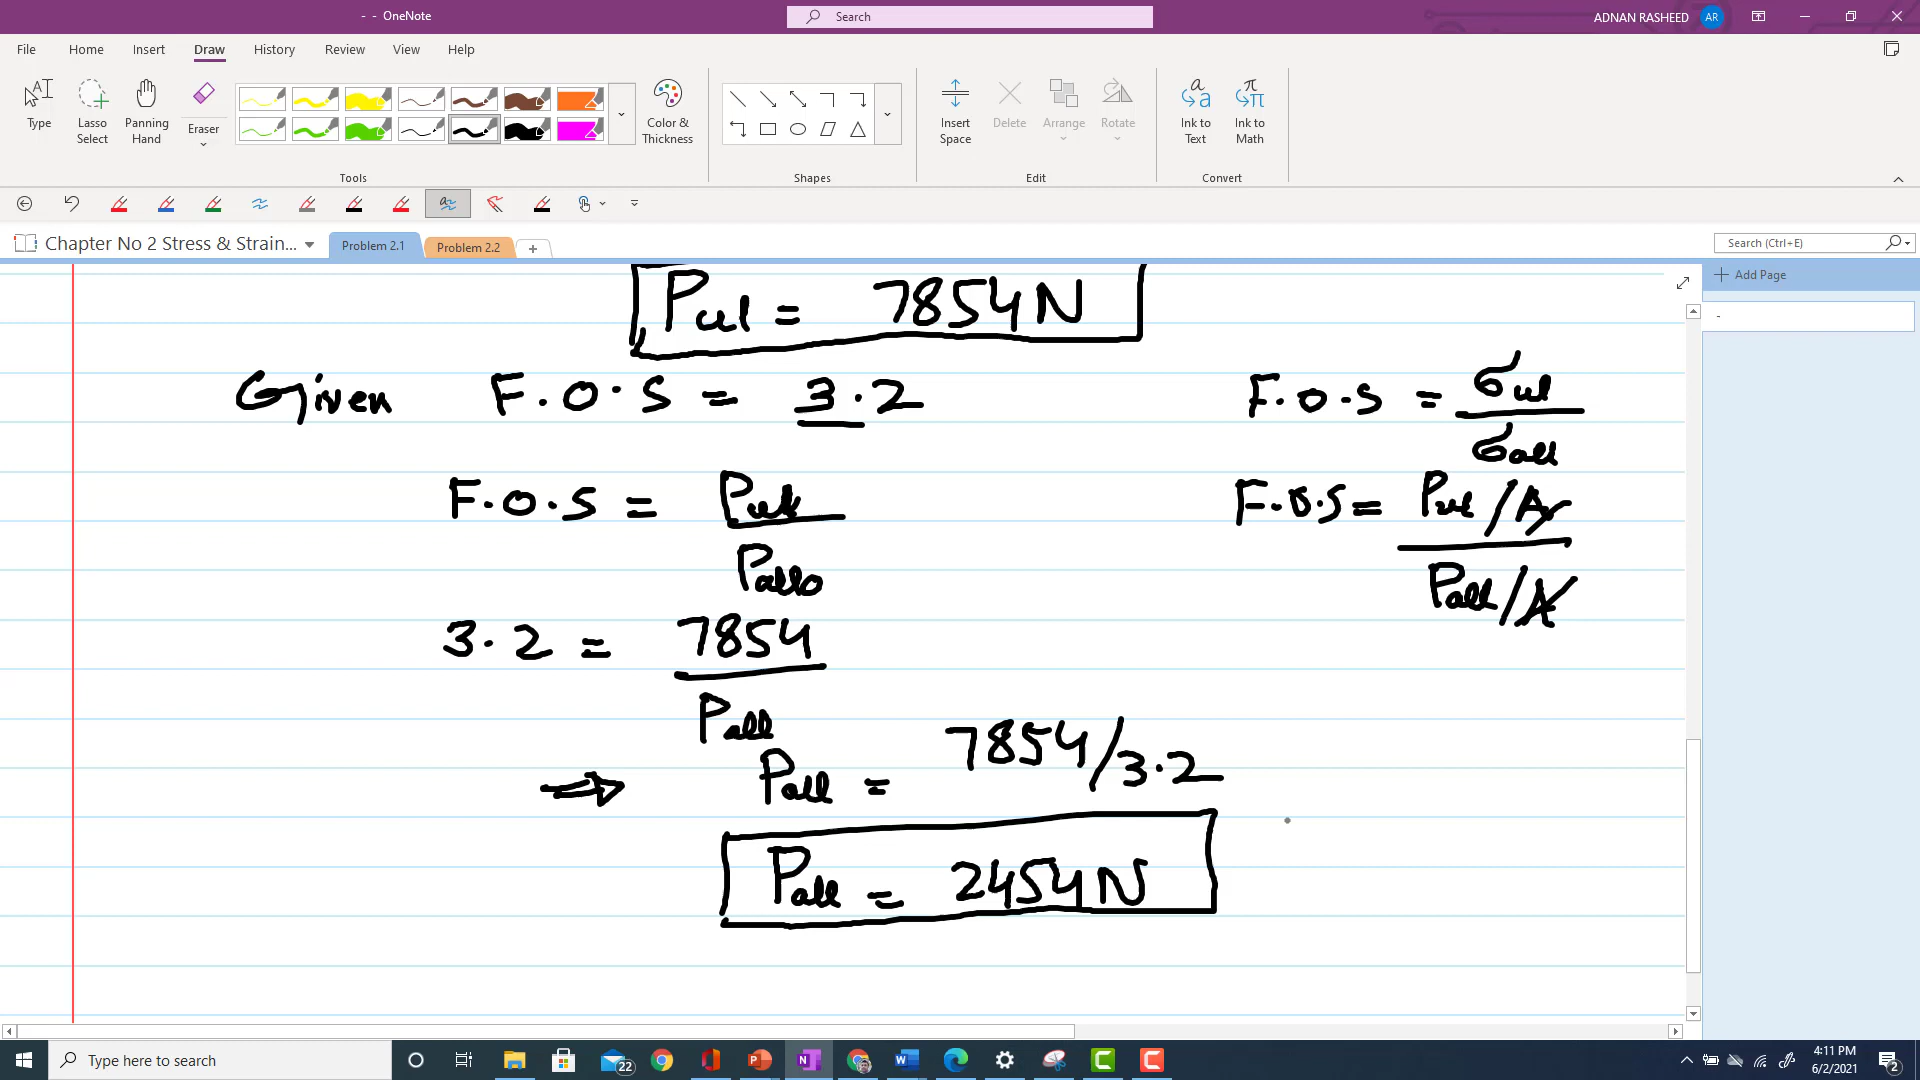 - - OneNote
Search
ADNAN RASHEED AR
File Home Insert Draw History Review View Help
Type
Lasso Select
Panning Hand
Eraser
Color & Thickness
Insert Space
Delete
Arrange
Rotate
Ink to Text
Ink to Math
Tools Shapes Edit Convert
Chapter No 2 Stress & Strain... Problem 2.1 Problem 2.2 +
Search (Ctrl+E)
Add Page
-
Pul = 7854N
Given F.O.S = 3.2
F.O.S = σul / σall
F.O.S = Pul / Pall
F.O.S = Pul/A / Pall/A
3.2 = 7854 / Pall
⇒ Pall = 7854/3.2
Pall = 2454N
Type here to search
22
4:11 PM
6/2/2021
2